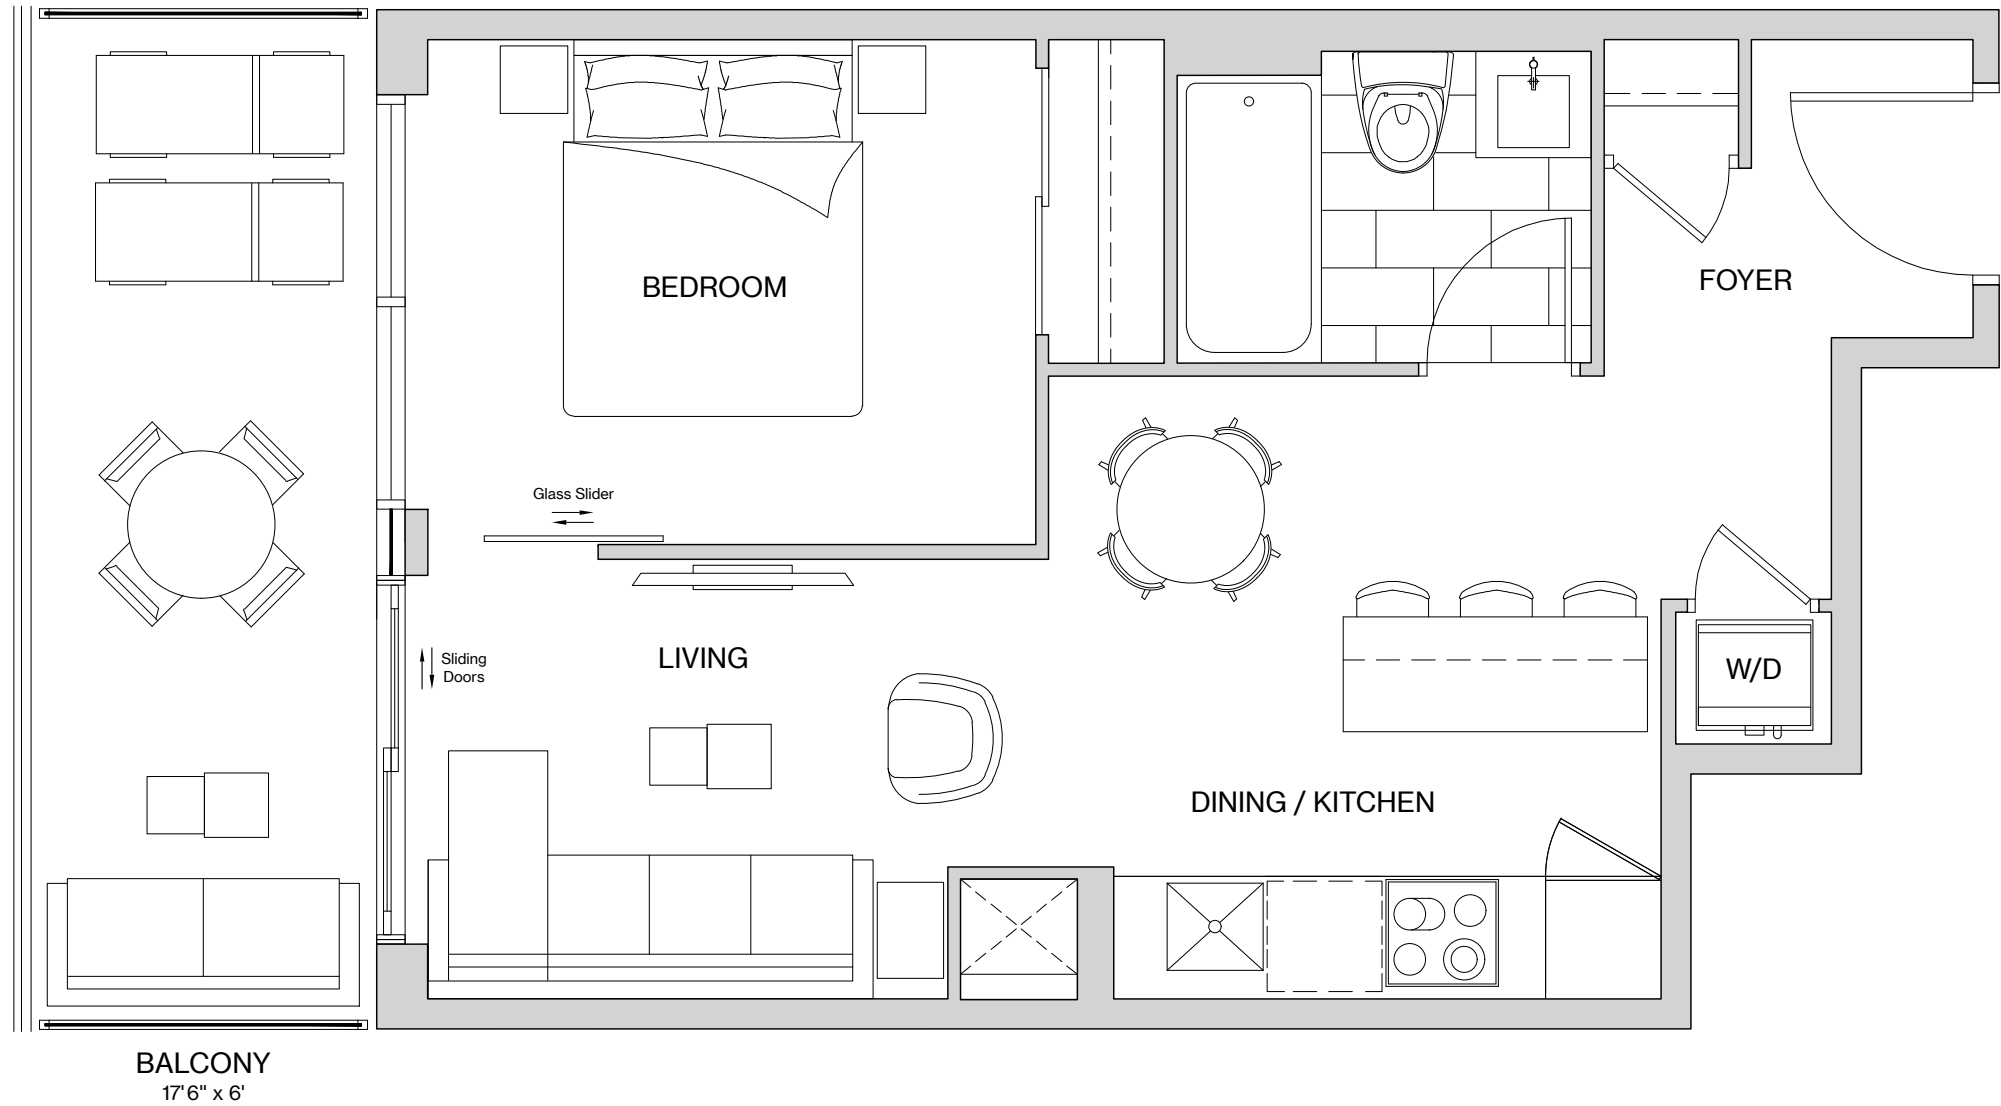 BEDROOM
FOYER
Glass Slider
LIVING
Sliding
Doors
W/D
DINING / KITCHEN
BALCONY
17'6" x 6'